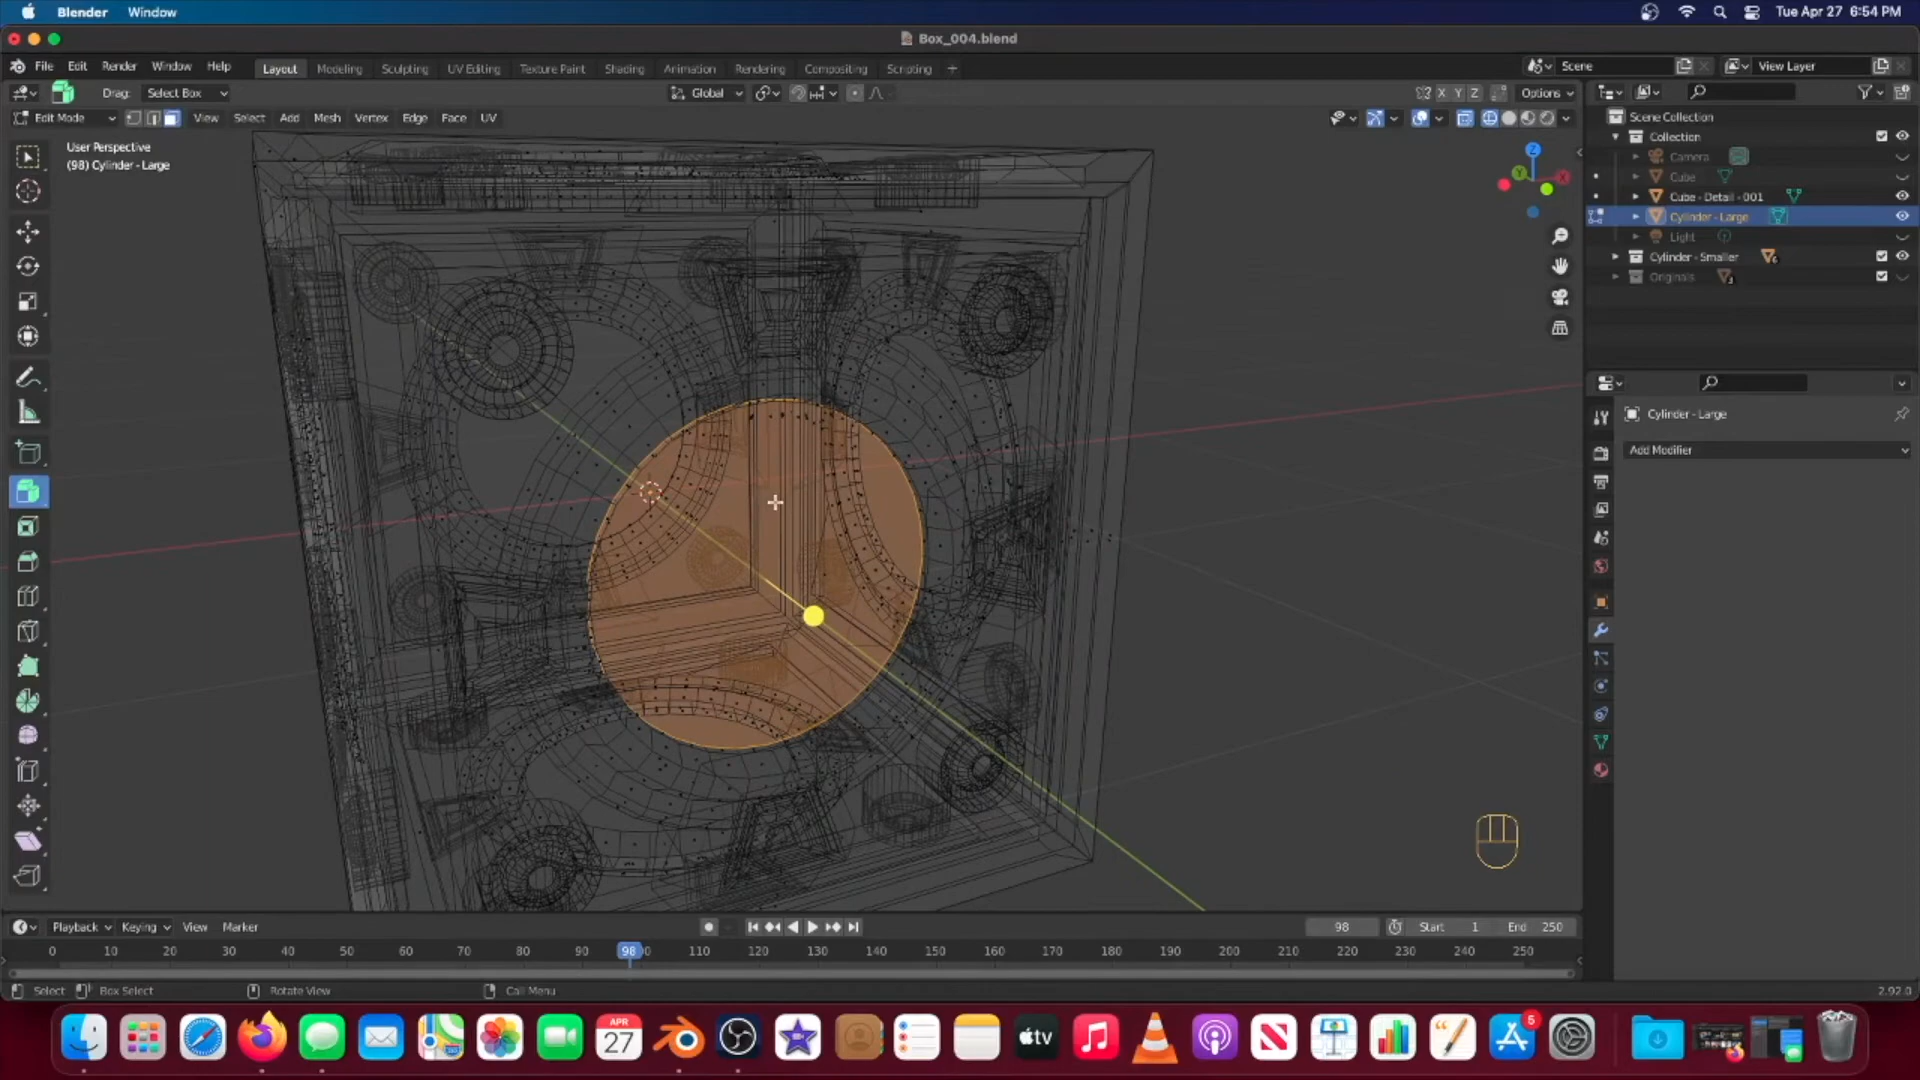 Blender Window Tue Apr 27 6:54 PM
Box_004.blend
File Edit Render Window Help Layout Modeling Sculpting UV Editing Texture Paint Shading Animation Rendering Compositing Scripting + Scene View Layer
Drag: Select Box Global X Y Z Options
Edit Mode View Select Add Mesh Vertex Edge Face UV
User Perspective
(98) Cylinder - Large
Z
Y
X
Scene Collection
Collection
Camera
Cube
Cube - Detail - 001
Cylinder - Large
Light
Cylinder - Smaller
Originals
Cylinder - Large
Add Modifier
Playback Keying View Marker 98 Start 1 End 250
0 10 20 30 40 50 60 70 80 90 98 110 120 130 140 150 160 170 180 190 200 210 220 230 240 250
Select Box Select Rotate View Call Menu 2.92.0
APR
27
tv
5